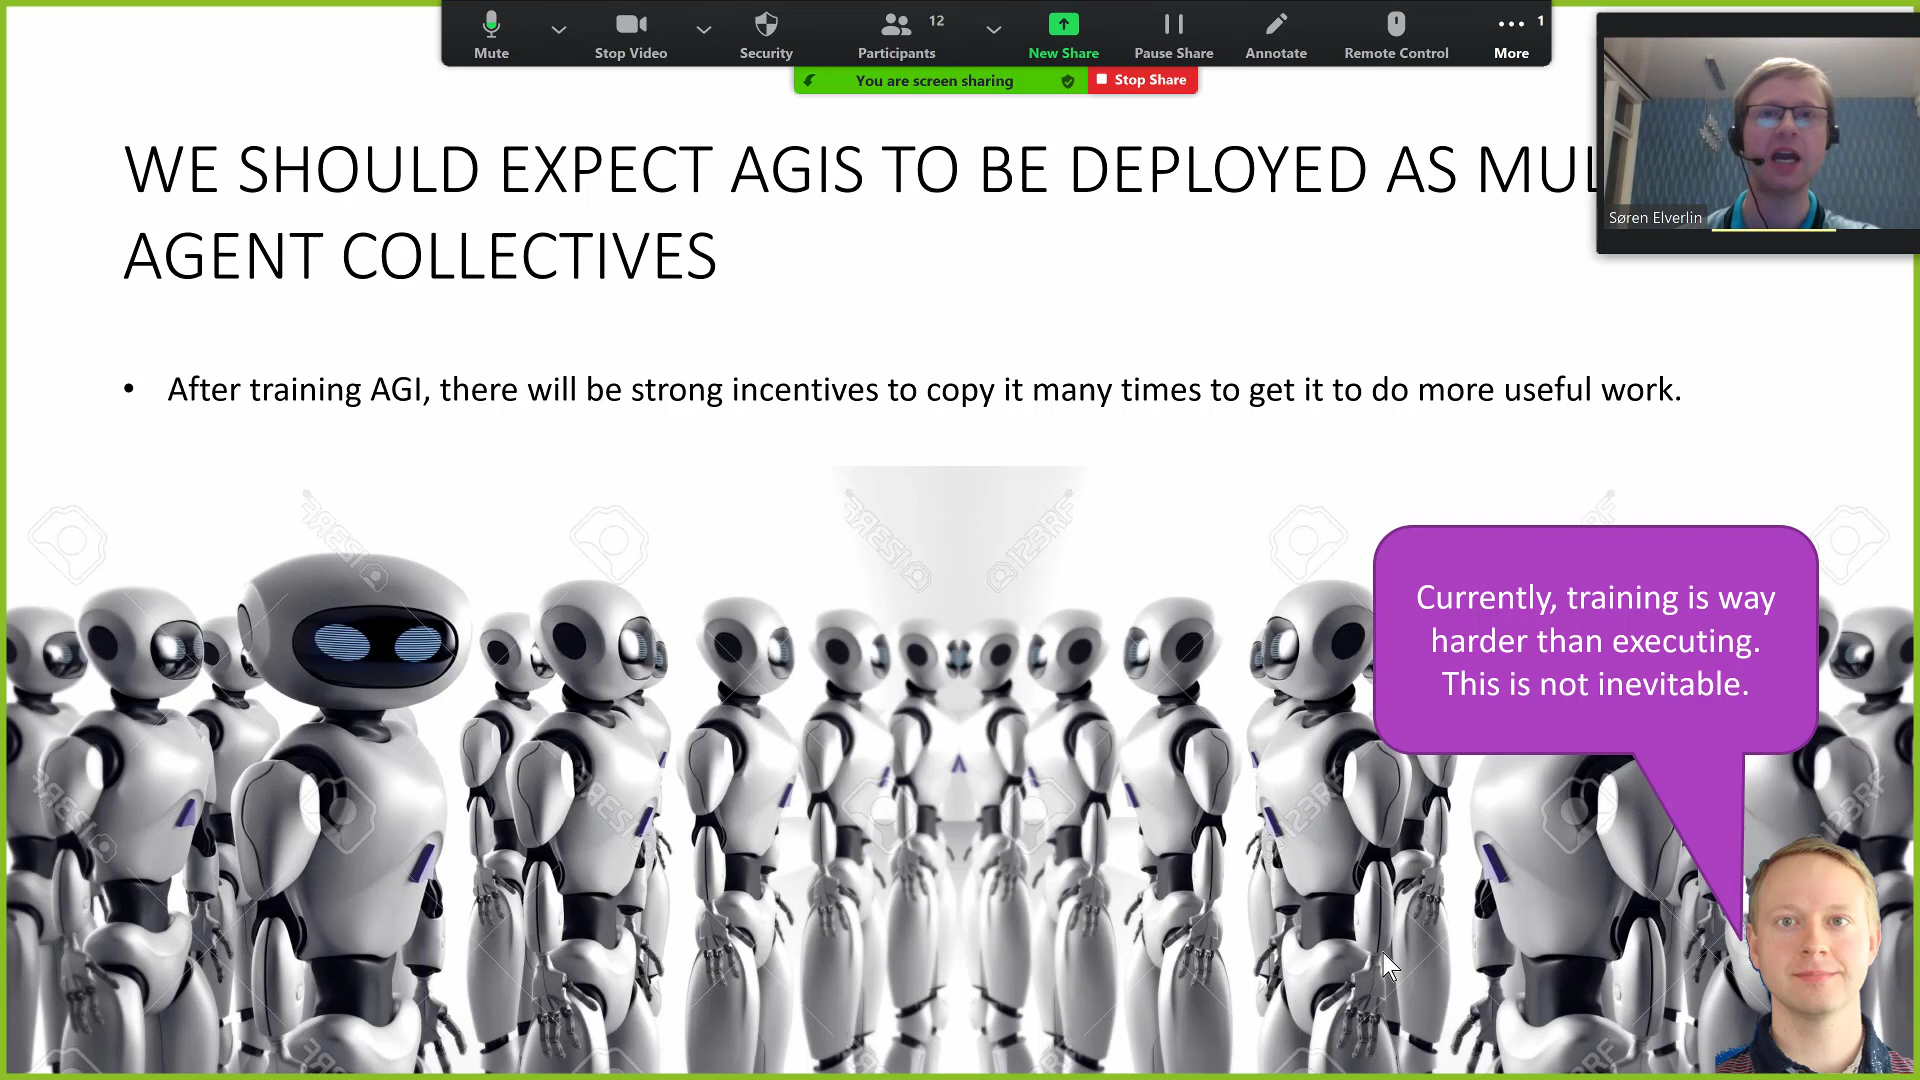 12
1
Mute
Stop Video
Security
Participants
New Share
Pause Share
Annotate
Remote Control
More
You are screen sharing
Stop Share
WE SHOULD EXPECT AGIS TO BE DEPLOYED AS MUL
AGENT COLLECTIVES
Søren Elverlin
• After training AGI, there will be strong incentives to copy it many times to get it to do more useful work.
123RF
Currently, training is way
harder than executing.
This is not inevitable.